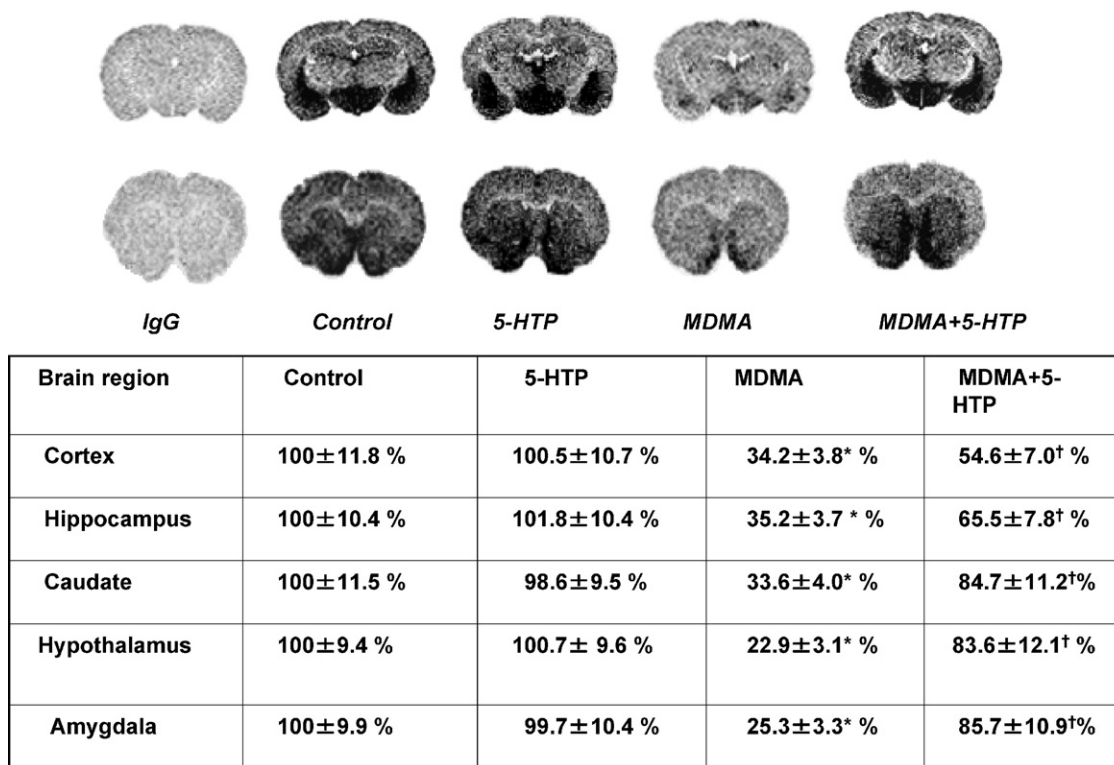 IgG Control 5-HTP MDMA MDMA+5-HTP
Brain region Control 5-HTP MDMA MDMA+5-
HTP
Cortex 100±11.8 % 100.5±10.7 % 34.2±3.8* % 54.6±7.0† %
Hippocampus 100±10.4 % 101.8±10.4 % 35.2±3.7 * % 65.5±7.8† %
Caudate 100±11.5 % 98.6±9.5 % 33.6±4.0* % 84.7±11.2†%
Hypothalamus 100±9.4 % 100.7± 9.6 % 22.9±3.1* % 83.6±12.1† %
Amygdala 100±9.9 % 99.7±10.4 % 25.3±3.3* % 85.7±10.9†%